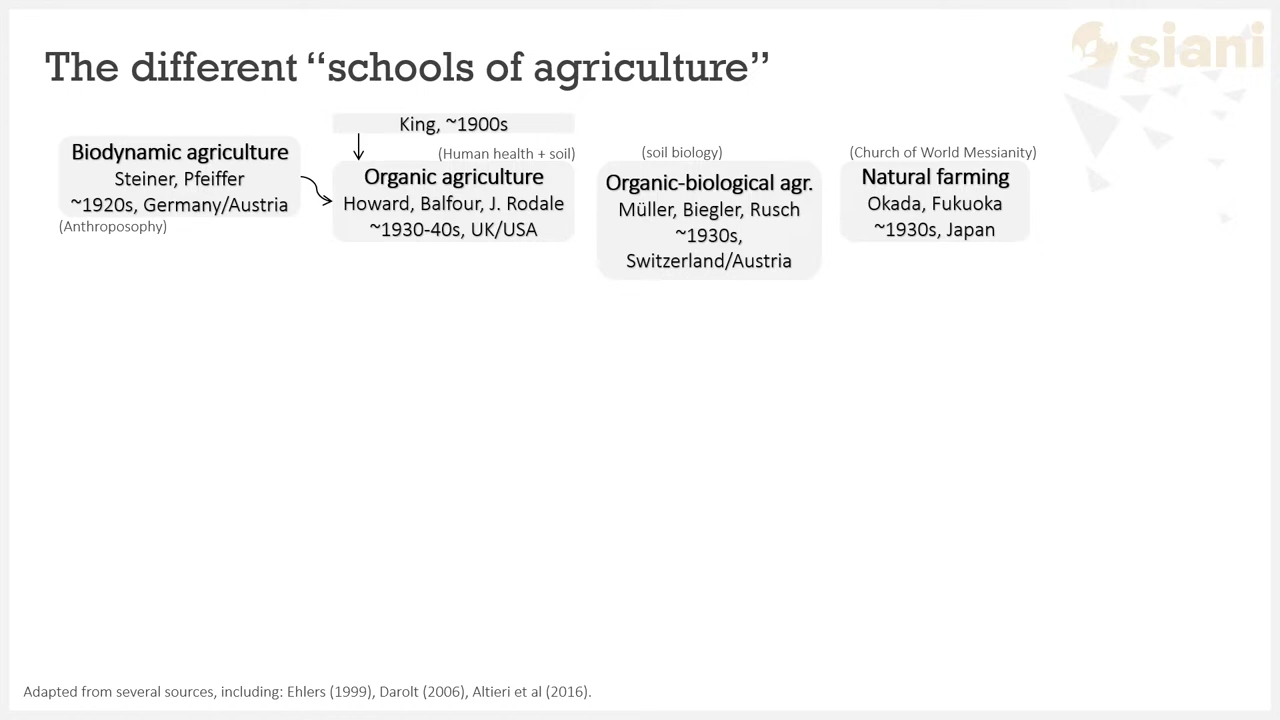 The different “schools of agriculture”
siani
King, ~1900s
(Human health + soil)
(soil biology)
(Church of World Messianity)
Biodynamic agriculture
Steiner, Pfeiffer
~1920s, Germany/Austria
(Anthroposophy)
Organic agriculture
Howard, Balfour, J. Rodale
~1930-40s, UK/USA
Organic-biological agr.
Müller, Biegler, Rusch
~1930s,
Switzerland/Austria
Natural farming
Okada, Fukuoka
~1930s, Japan
Adapted from several sources, including: Ehlers (1999), Darolt (2006), Altieri et al (2016).